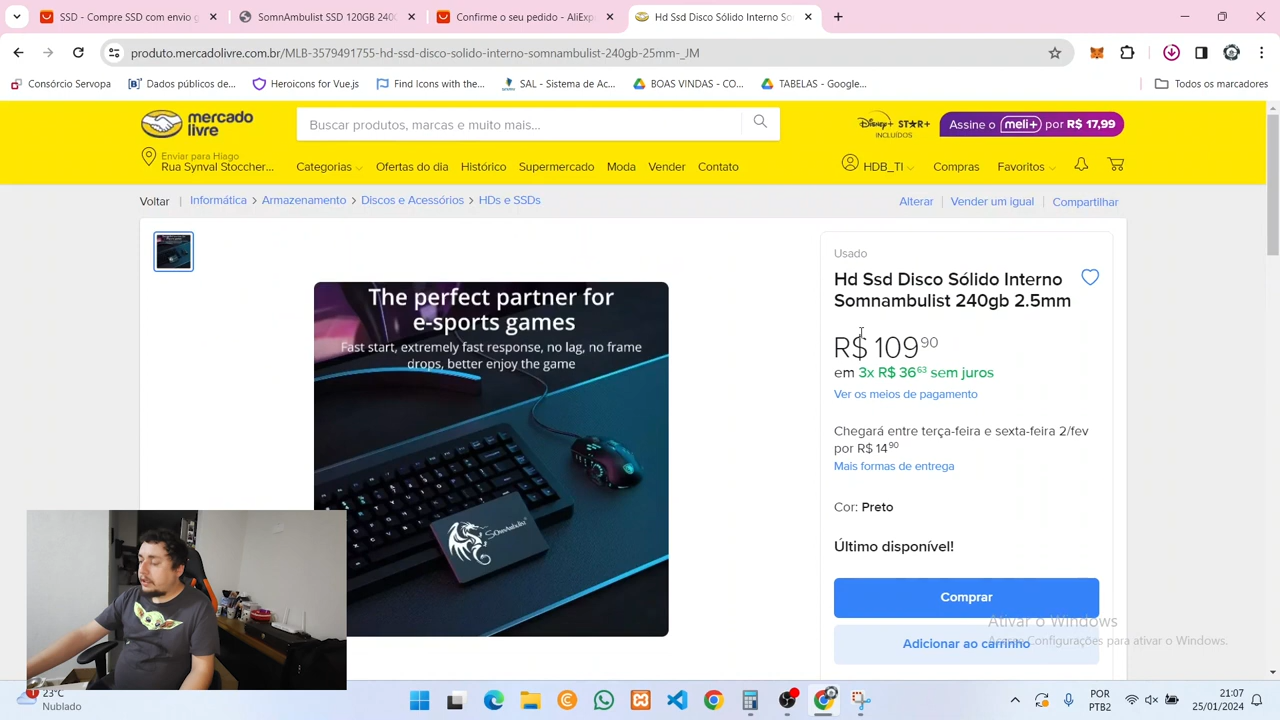 SSD - Compre SSD com envio g
SomnAmbulist SSD 120GB 240G
Confirme o seu pedido - AliExp
Hd Ssd Disco Sólido Interno So
produto.mercadolivre.com.br/MLB-3579491755-hd-ssd-disco-solido-interno-somnambulist-240gb-25mm-_JM
Consórcio Servopa
Dados públicos de...
Heroicons for Vue.js
Find Icons with the...
SAL - Sistema de Ac...
BOAS VINDAS - CO...
TABELAS - Google...
Todos os marcadores
mercado
livre
Buscar produtos, marcas e muito mais...
Disney+ STAR+
INCLUÍDOS
Assine o meli+ por R$ 17,99
Enviar para Hiago
Rua Synval Stoccher...
Categorias
Ofertas do dia
Histórico
Supermercado
Moda
Vender
Contato
HDB_TI
Compras
Favoritos
Voltar
Informática
Armazenamento
Discos e Acessórios
HDs e SSDs
Alterar
Vender um igual
Compartilhar
The perfect partner for
e-sports games
Fast start, extremely fast response, no lag, no frame
drops, better enjoy the game
Somnambulist
Usado
Hd Ssd Disco Sólido Interno
Somnambulist 240gb 2.5mm
R$ 109 90
em 3x R$ 36 63 sem juros
Ver os meios de pagamento
Chegará entre terça-feira e sexta-feira 2/fev
por R$ 14 90
Mais formas de entrega
Cor: Preto
Último disponível!
Comprar
Adicionar ao carrinho
Ativar o Windows
Acesse Configurações para ativar o Windows.
23°C
Nublado
POR
PTB2
21:07
25/01/2024